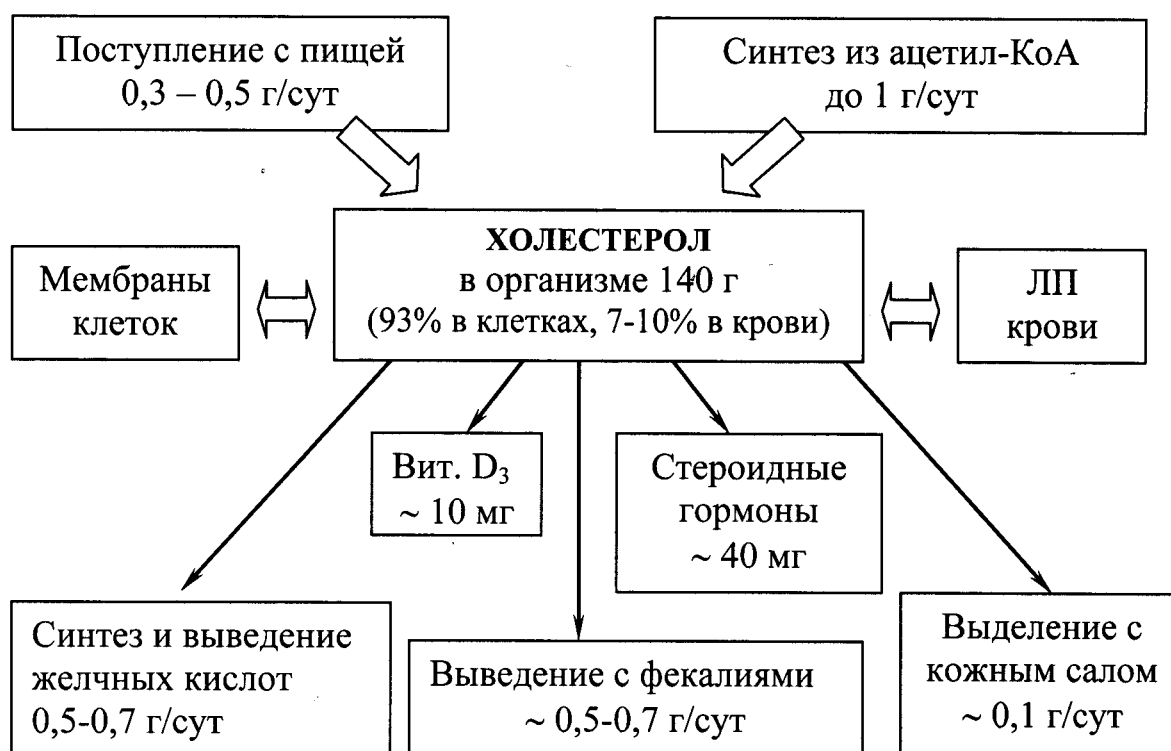 Поступление с пищей
0,3 – 0,5 г/сут
Синтез из ацетил-КоА
до 1 г/сут
ХОЛЕСТЕРОЛ
в организме 140 г
(93% в клетках, 7-10% в крови)
Мембраны
клеток
ЛП
крови
Вит. D₃
~ 10 мг
Стероидные
гормоны
~ 40 мг
Синтез и выведение
желчных кислот
0,5-0,7 г/сут
Выведение с фекалиями
~ 0,5-0,7 г/сут
Выделение с
кожным салом
~ 0,1 г/сут